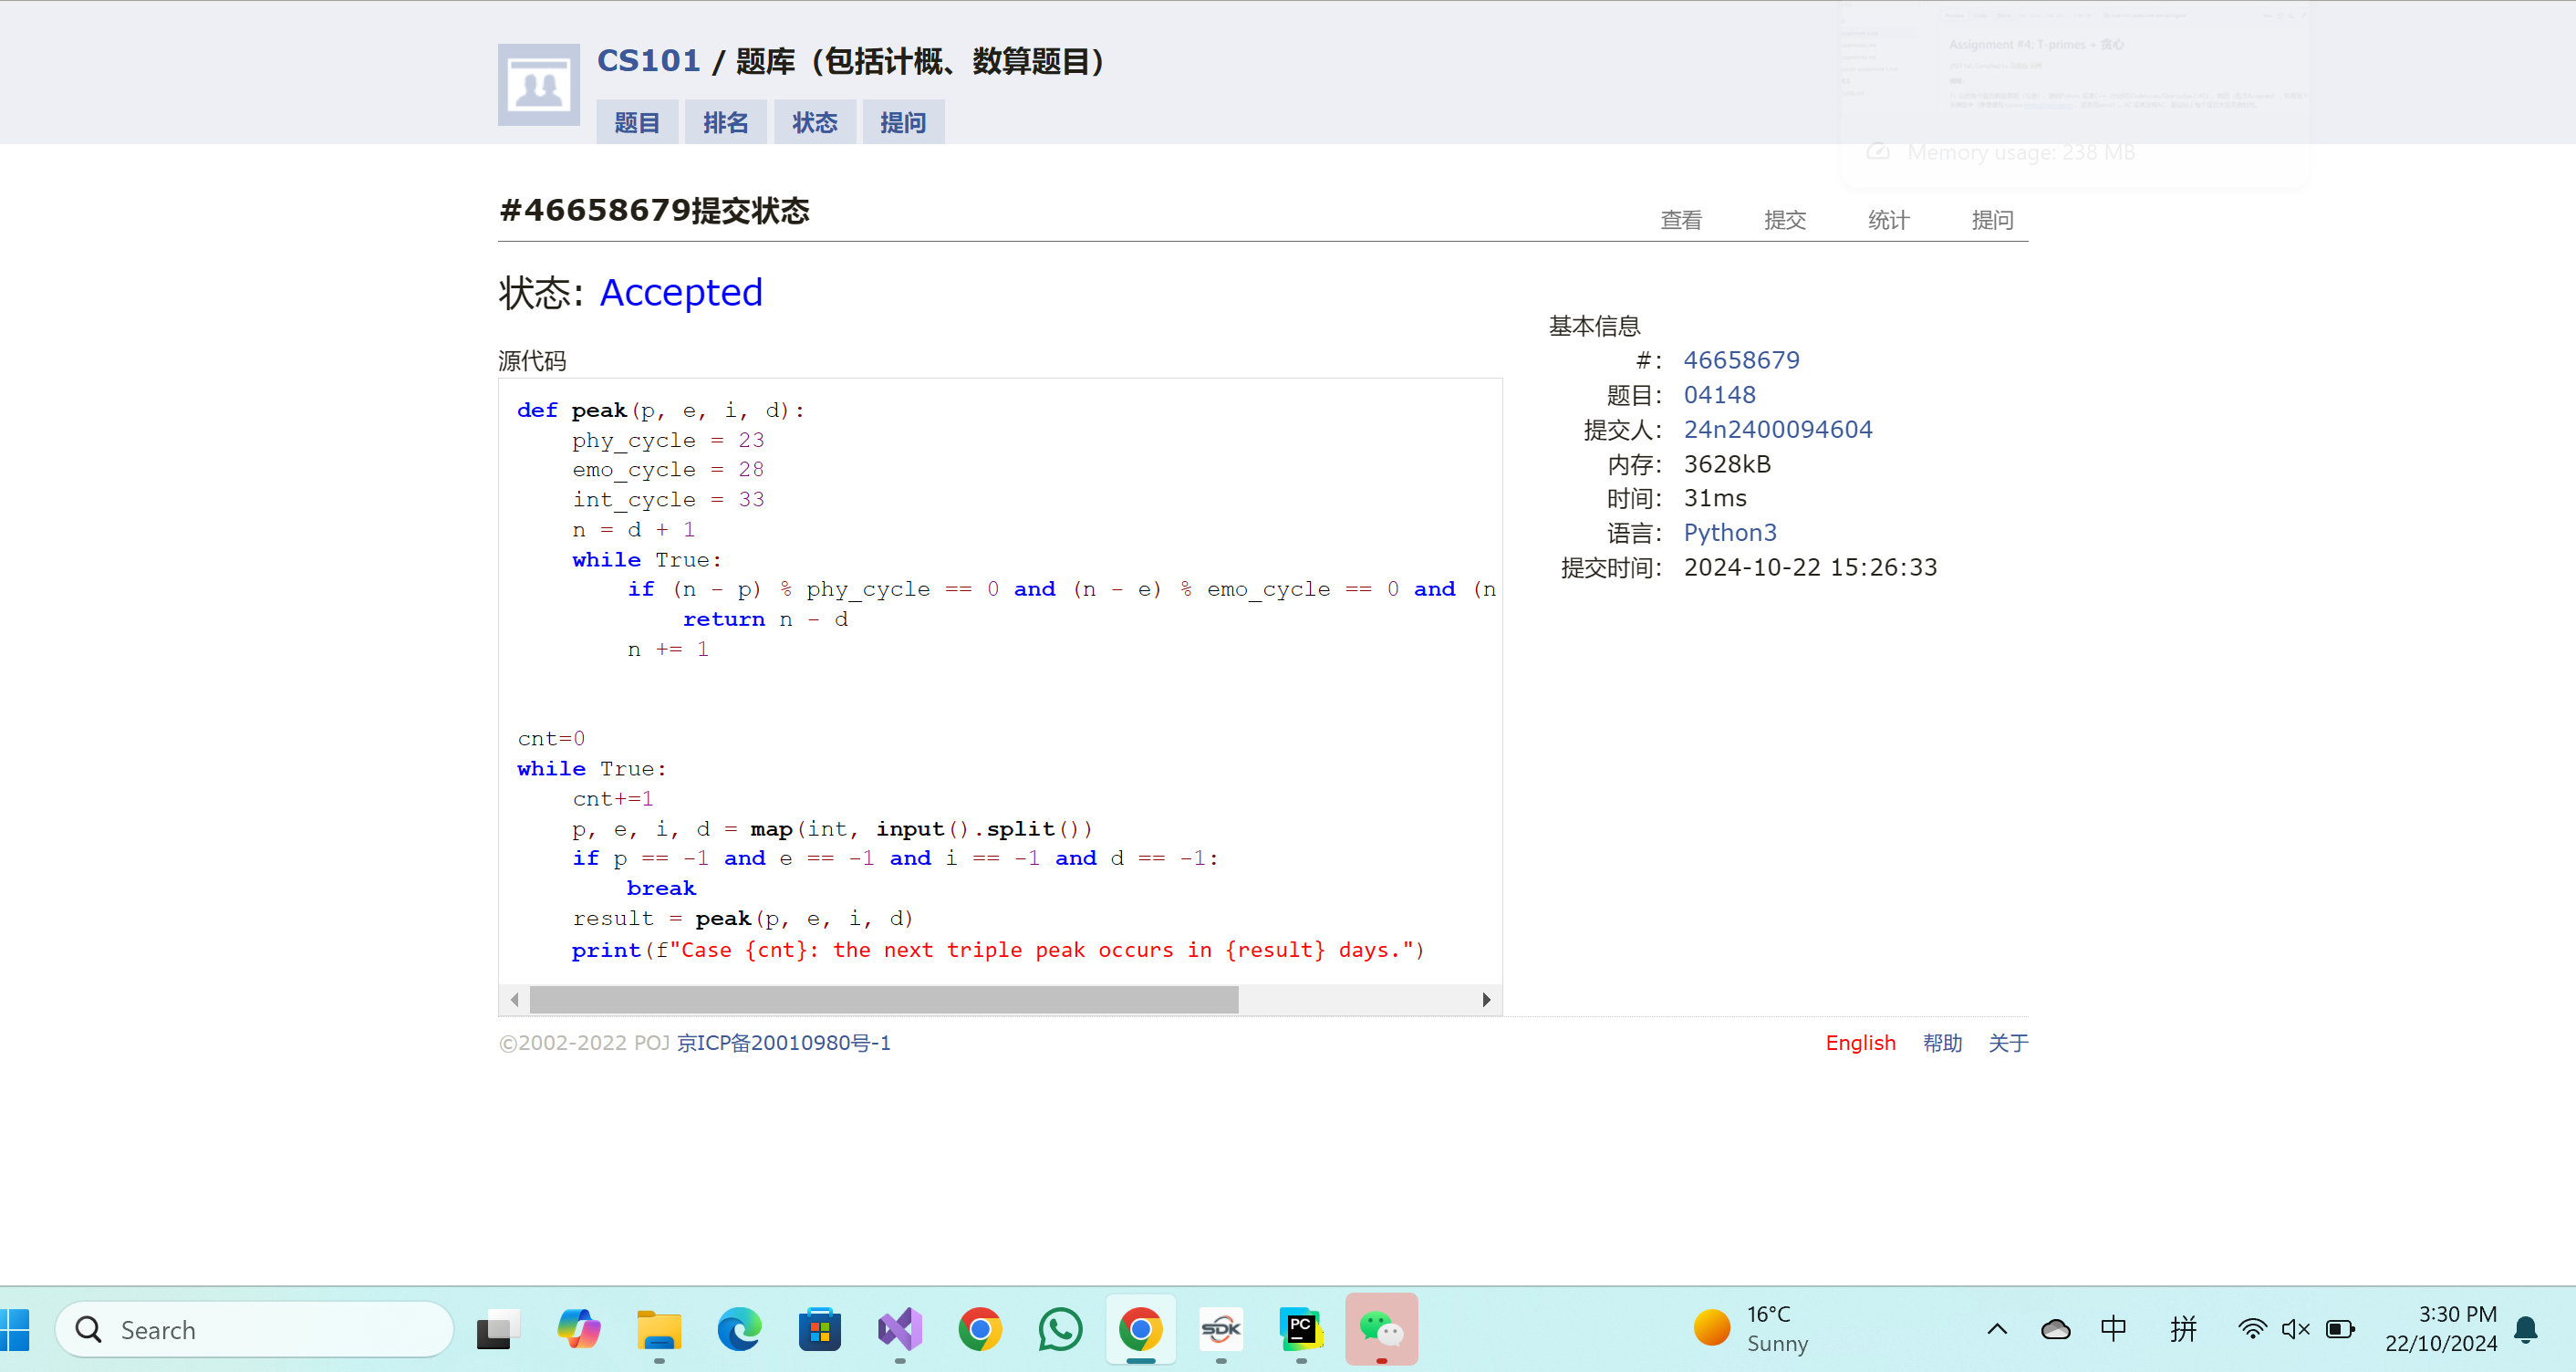 CS101 / 题库（包括计概、数算题目）
题目 排名 状态 提问
Assignment #4: T-primes + 贪心
Memory usage: 238 MB
#46658679提交状态
查看 提交 统计 提问
状态: Accepted
源代码
def peak(p, e, i, d):
    phy_cycle = 23
    emo_cycle = 28
    int_cycle = 33
    n = d + 1
    while True:
        if (n - p) % phy_cycle == 0 and (n - e) % emo_cycle == 0 and (n
            return n - d
        n += 1
cnt=0
while True:
    cnt+=1
    p, e, i, d = map(int, input().split())
    if p == -1 and e == -1 and i == -1 and d == -1:
        break
    result = peak(p, e, i, d)
    print(f"Case {cnt}: the next triple peak occurs in {result} days.")
基本信息
#: 46658679
题目: 04148
提交人: 24n2400094604
内存: 3628kB
时间: 31ms
语言: Python3
提交时间: 2024-10-22 15:26:33
©2002-2022 POJ 京ICP备20010980号-1
English 帮助 关于
Search
SDK
PC
16°C
Sunny
中
拼
3:30 PM
22/10/2024